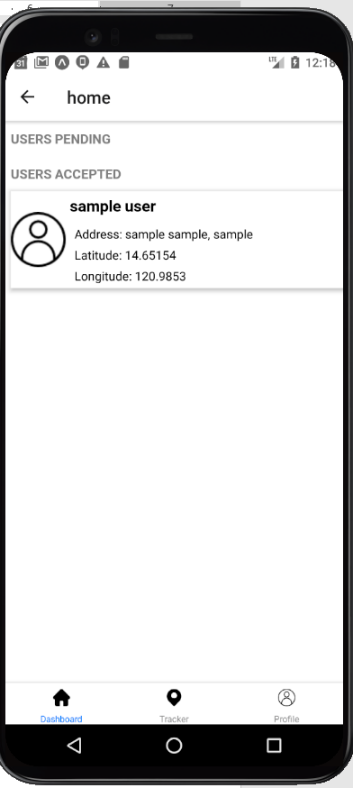 12:18
home
USERS PENDING
USERS ACCEPTED
sample user
Address: sample sample, sample
Latitude: 14.65154
Longitude: 120.9853
Dashboard
Tracker
Profile